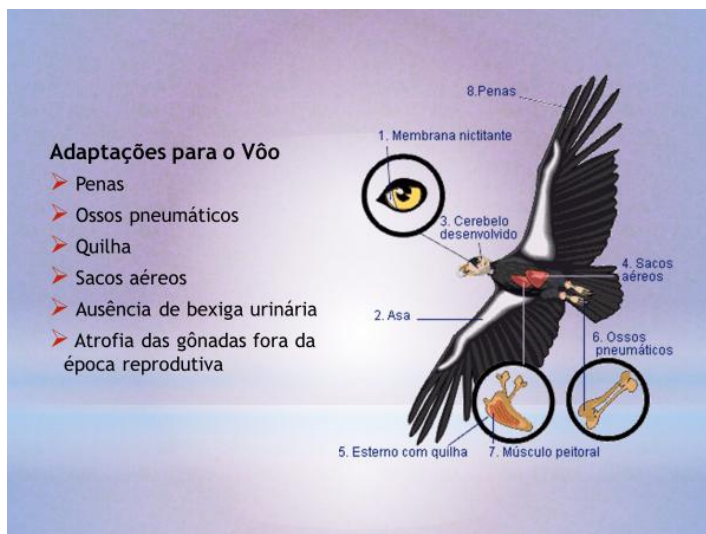 Adaptações para o Vôo
Penas
Ossos pneumáticos
Quilha
Sacos aéreos
Ausência de bexiga urinária
Atrofia das gônadas fora da
época reprodutiva
8.Penas
1. Membrana nictitante
3. Cerebelo
desenvolvido
4. Sacos
aéreos
2. Asa
6. Ossos
pneumáticos
5. Esterno com quilha
7. Músculo peitoral